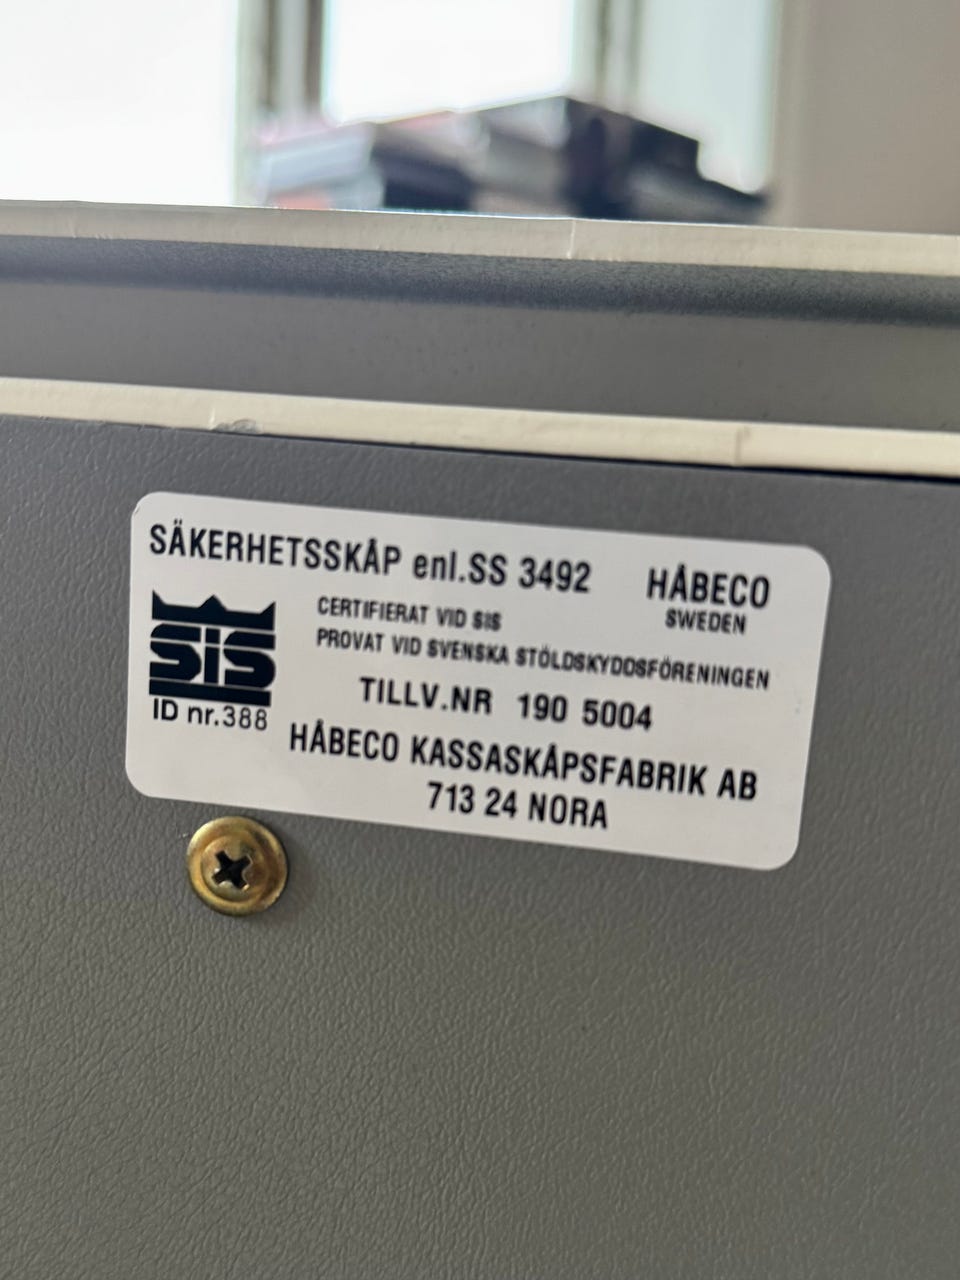 SÄKERHETSSKÅP enl.SS 3492
HÅBECO
SWEDEN
SIS
ID nr.388
CERTIFIERAT VID SIS
PROVAT VID SVENSKA STÖLDSKYDDSFÖRENINGEN
TILLV.NR 190 5004
HÅBECO KASSASKÅPSFABRIK AB
713 24 NORA